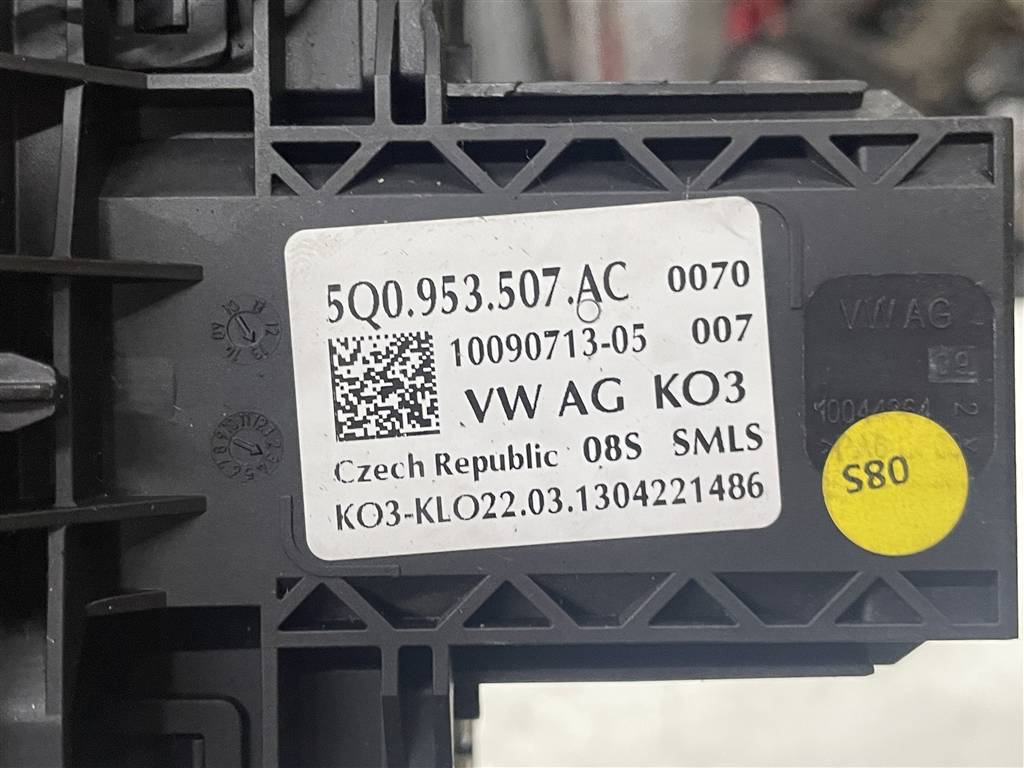 5Q0.953.507.AC 0070
10090713-05 007
VW AG KO3
Czech Republic 08S SMLS
KO3-KLO22.03.1304221486
VW AG
S80